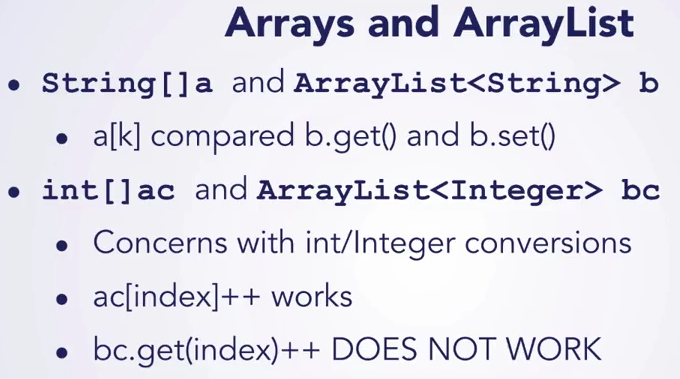 Arrays and ArrayList
• String[]a and ArrayList<String> b
• a[k] compared b.get() and b.set()
• int[]ac and ArrayList<Integer> bc
• Concerns with int/Integer conversions
• ac[index]++ works
• bc.get(index)++ DOES NOT WORK